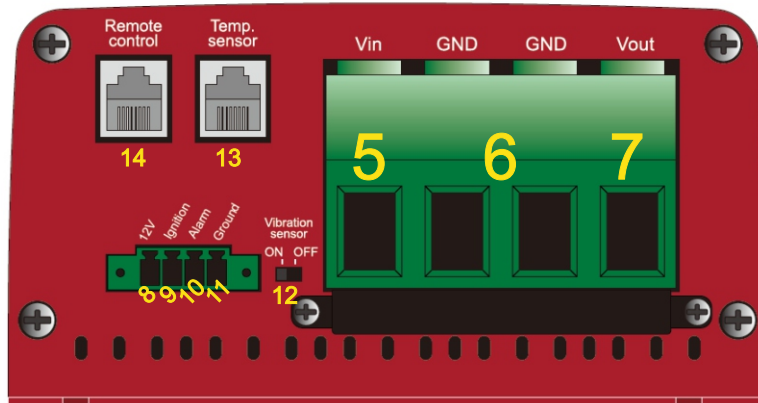 Remote
control
Temp.
sensor
Vin
GND
GND
Vout
14
13
5
6
7
12V
Ignition
Alarm
Ground
Vibration
sensor
ON
OFF
8
9
10
11
12